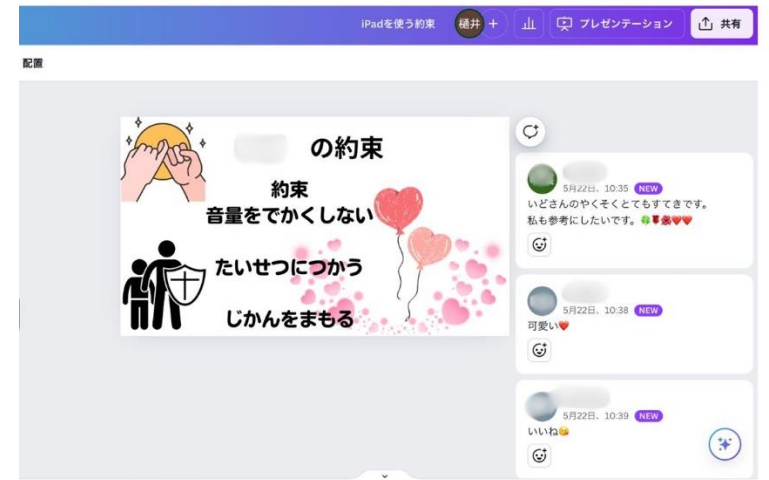 iPadを使う約束
樋井
+
プレゼンテーション
共有
配置
の約束
約束
音量をでかくしない
たいせつにつかう
じかんをまもる
5月22日、10:35 NEW
いどさんのやくそくとてもすてきです。
私も参考にしたいです。🍀🌷🌺❤️❤️
5月22日、10:38 NEW
可愛い❤️
5月22日、10:39 NEW
いいね😘